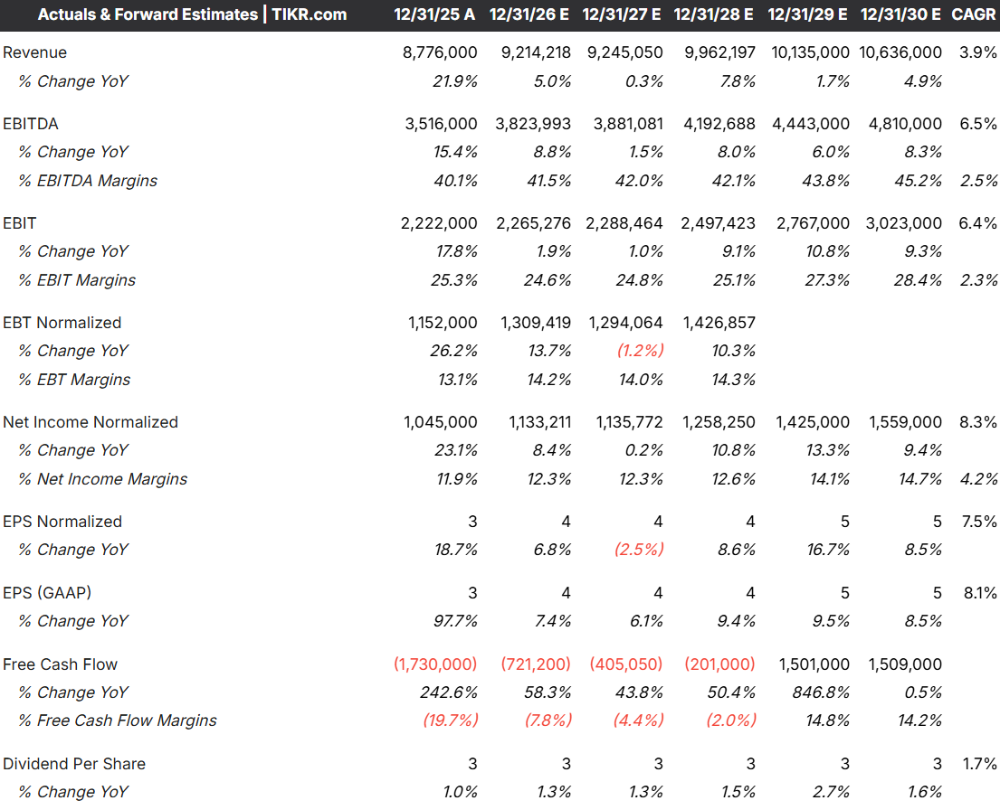 Actuals & Forward Estimates | TIKR.com 12/31/25 A 12/31/26 E 12/31/27 E 12/31/28 E 12/31/29 E 12/31/30 E CAGR
Revenue 8,776,000 9,214,218 9,245,050 9,962,197 10,135,000 10,636,000 3.9%
% Change YoY 21.9% 5.0% 0.3% 7.8% 1.7% 4.9%
EBITDA 3,516,000 3,823,993 3,881,081 4,192,688 4,443,000 4,810,000 6.5%
% Change YoY 15.4% 8.8% 1.5% 8.0% 6.0% 8.3%
% EBITDA Margins 40.1% 41.5% 42.0% 42.1% 43.8% 45.2% 2.5%
EBIT 2,222,000 2,265,276 2,288,464 2,497,423 2,767,000 3,023,000 6.4%
% Change YoY 17.8% 1.9% 1.0% 9.1% 10.8% 9.3%
% EBIT Margins 25.3% 24.6% 24.8% 25.1% 27.3% 28.4% 2.3%
EBT Normalized 1,152,000 1,309,419 1,294,064 1,426,857
% Change YoY 26.2% 13.7% (1.2%) 10.3%
% EBT Margins 13.1% 14.2% 14.0% 14.3%
Net Income Normalized 1,045,000 1,133,211 1,135,772 1,258,250 1,425,000 1,559,000 8.3%
% Change YoY 23.1% 8.4% 0.2% 10.8% 13.3% 9.4%
% Net Income Margins 11.9% 12.3% 12.3% 12.6% 14.1% 14.7% 4.2%
EPS Normalized 3 4 4 4 5 5 7.5%
% Change YoY 18.7% 6.8% (2.5%) 8.6% 16.7% 8.5%
EPS (GAAP) 3 4 4 4 5 5 8.1%
% Change YoY 97.7% 7.4% 6.1% 9.4% 9.5% 8.5%
Free Cash Flow (1,730,000) (721,200) (405,050) (201,000) 1,501,000 1,509,000
% Change YoY 242.6% 58.3% 43.8% 50.4% 846.8% 0.5%
% Free Cash Flow Margins (19.7%) (7.8%) (4.4%) (2.0%) 14.8% 14.2%
Dividend Per Share 3 3 3 3 3 3 1.7%
% Change YoY 1.0% 1.3% 1.3% 1.5% 2.7% 1.6%